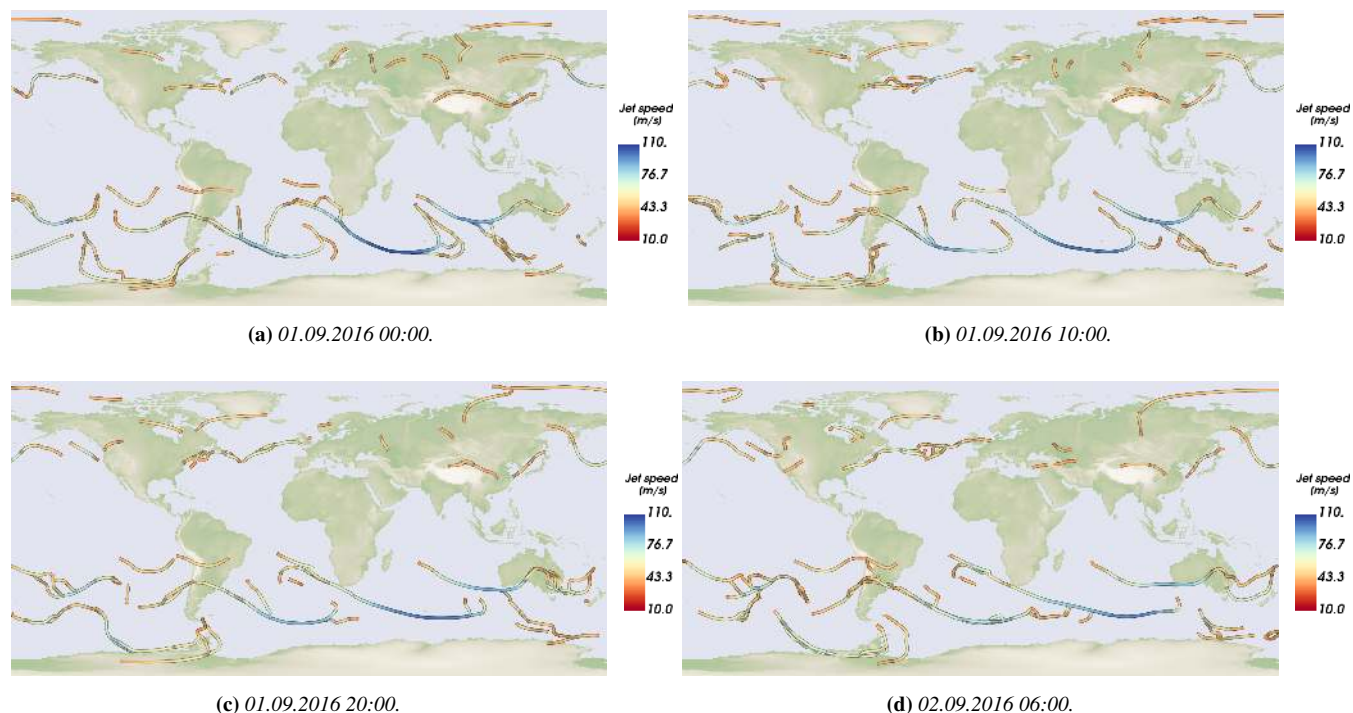 Jet speed
(m/s)
110.
76.7
43.3
10.0
Jet speed
(m/s)
110.
76.7
43.3
10.0
(a) 01.09.2016 00:00.
(b) 01.09.2016 10:00.
Jet speed
(m/s)
110.
76.7
43.3
10.0
Jet speed
(m/s)
110.
76.7
43.3
10.0
(c) 01.09.2016 20:00.
(d) 02.09.2016 06:00.